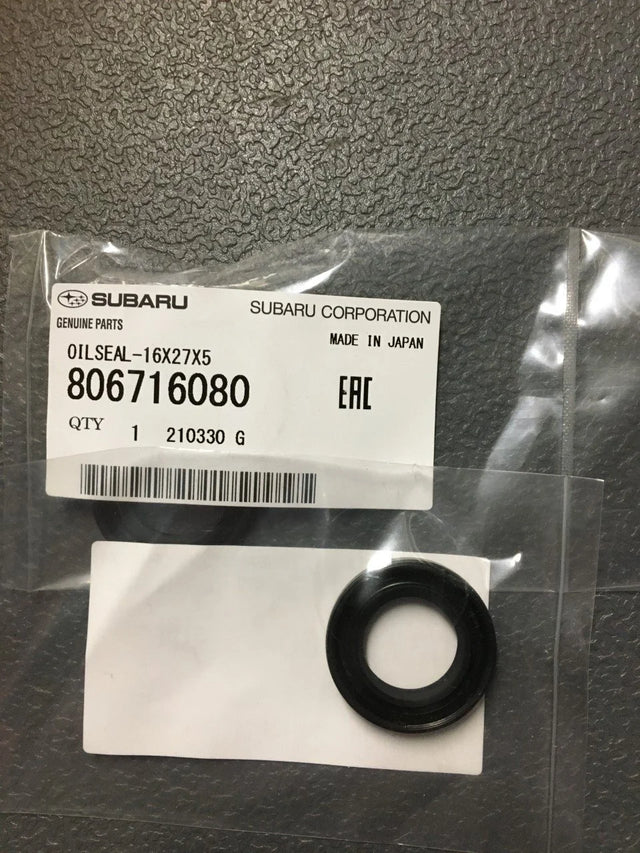 SUBARU
SUBARU CORPORATION
GENUINE PARTS
MADE IN JAPAN
OILSEAL-16X27X5
806716080
EAC
QTY 1 210330 G